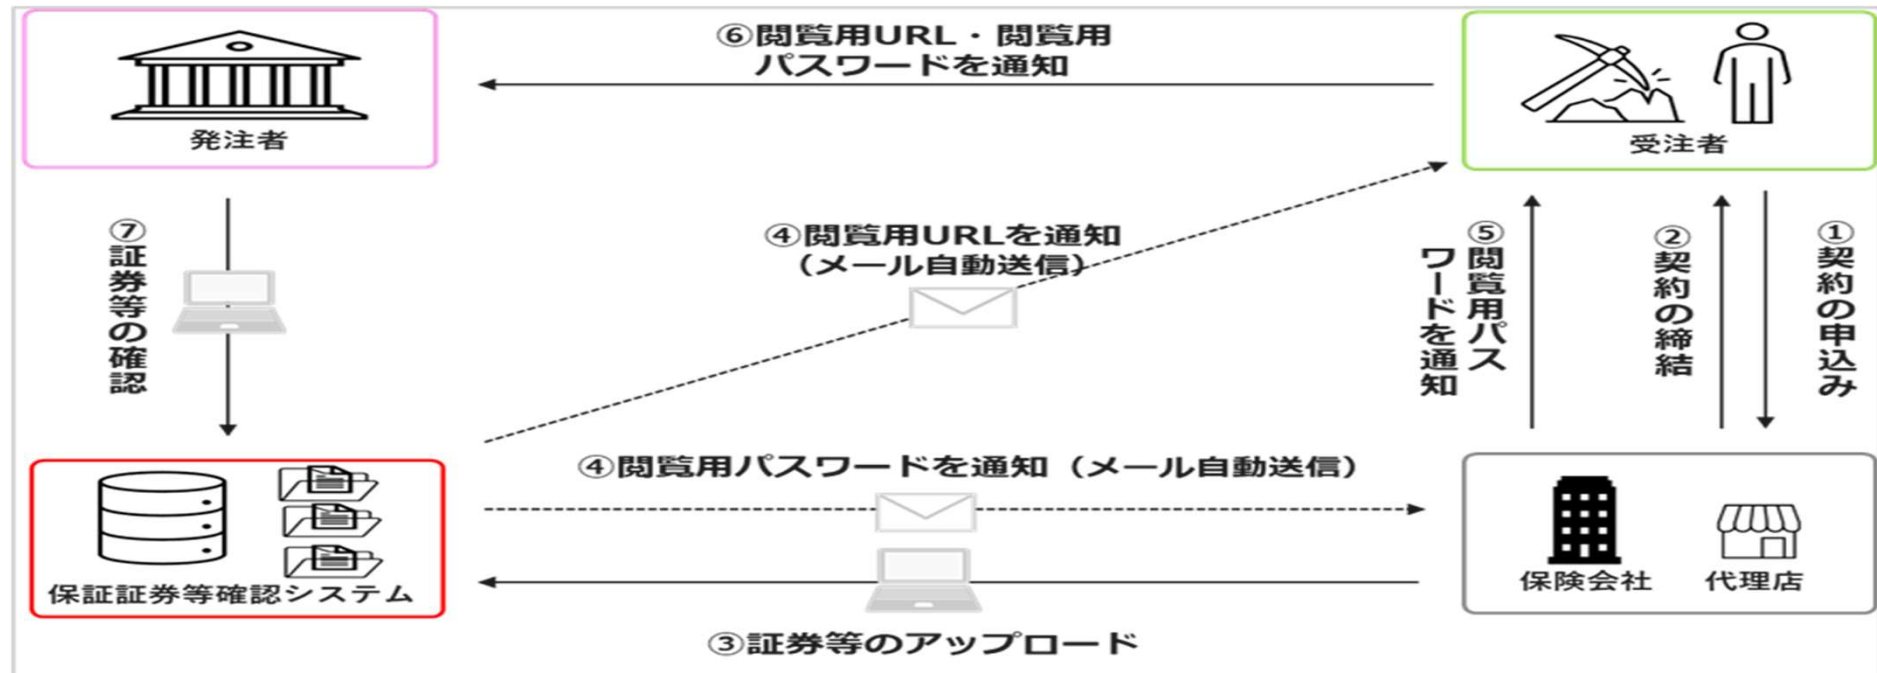 ⑥閲覧用URL・閲覧用
パスワードを通知
発注者
受注者
④閲覧用URLを通知
（メール自動送信）
⑦証券等の確認
⑤閲覧用パス
ワードを通知
②契約の締結
①契約の申込み
④閲覧用パスワードを通知（メール自動送信）
保証証券等確認システム
保険会社
代理店
③証券等のアップロード